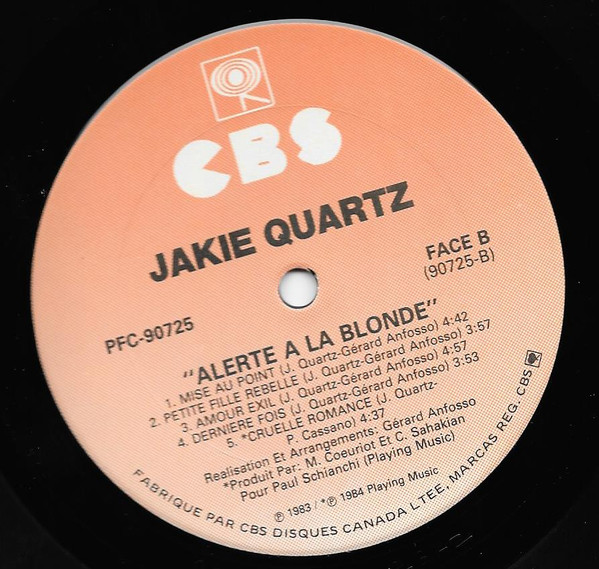 CBS
JAKIE QUARTZ
FACE B
(90725-B)
PFC-90725
"ALERTE A LA BLONDE"
1. MISE AU POINT (J. Quartz-Gérard Anfosso) 4:42
2. PETITE FILLE REBELLE (J. Quartz-Gérard Anfosso) 3:57
3. AMOUR EXIL (J. Quartz-Gérard Anfosso) 4:57
4. DERNIERE FOIS (J. Quartz-Gérard Anfosso) 3:53
5. *CRUELLE ROMANCE (J. Quartz-
P. Cassano) 4:37
Realisation Et Arrangements: Gèrard Anfosso
*Produit Par: M. Coeuriot Et C. Sahakian
Pour Paul Schianchi (Playing Music)
℗ 1983 / *℗ 1984 Playing Music
FABRIQUE PAR CBS DISQUES CANADA LTEE, MARCAS REG. CBS